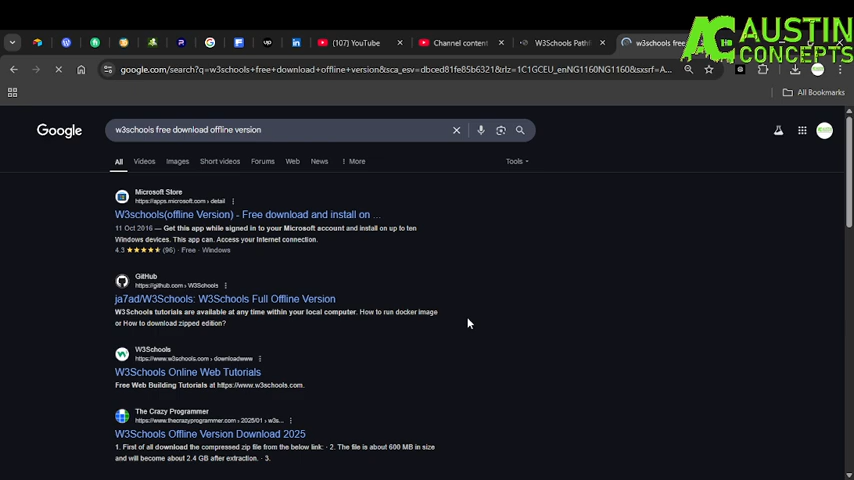 AUSTIN
CONCEPTS
(107) YouTube
Channel content
W3Schools Pathf
w3schools free
google.com/search?q=w3schools+free+download+offline+version&sca_esv=dbced81fe85b6321&rlz=1C1GCEU_enNG1160NG1160&sxsrf=A...
All Bookmarks
Google
w3schools free download offline version
All
Videos
Images
Short videos
Forums
Web
News
More
Tools
Microsoft Store
https://apps.microsoft.com › detail
W3schools(offline Version) - Free download and install on ...
11 Oct 2016 — Get this app while signed in to your Microsoft account and install on up to ten
Windows devices. This app can. Access your Internet connection.
4.3 ★★★★★ (96) · Free · Windows
GitHub
https://github.com › W3Schools
ja7ad/W3Schools: W3Schools Full Offline Version
W3Schools tutorials are available at any time within your local computer. How to run docker image
or How to download zipped edition?
W3Schools
https://www.w3schools.com › downloadwww
W3Schools Online Web Tutorials
Free Web Building Tutorials at https://www.w3schools.com.
The Crazy Programmer
https://www.thecrazyprogrammer.com › 2025/01 › w3s...
W3Schools Offline Version Download 2025
1. First of all download the compressed zip file from the below link: · 2. The file is about 600 MB in size
and will become about 2.4 GB after extraction. · 3.